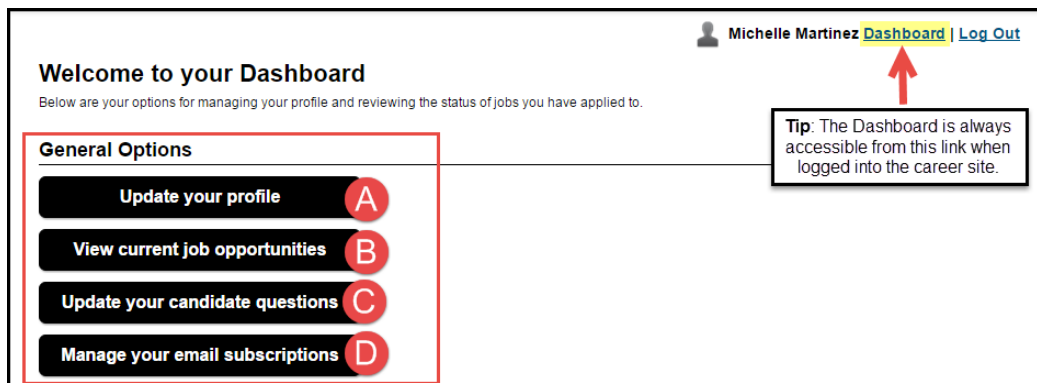 Michelle Martinez Dashboard | Log Out
Welcome to your Dashboard
Below are your options for managing your profile and reviewing the status of jobs you have applied to.
Tip: The Dashboard is always
accessible from this link when
logged into the career site.
General Options
Update your profile A
View current job opportunities B
Update your candidate questions C
Manage your email subscriptions D